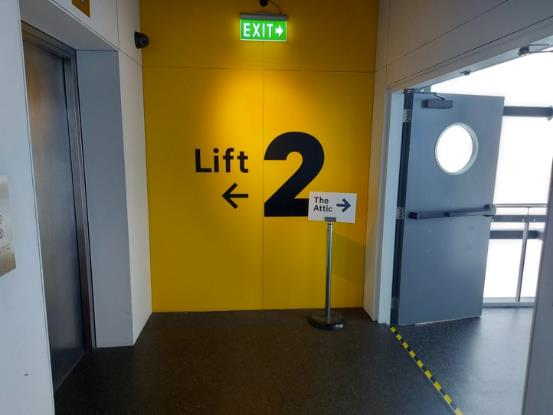 EXIT→
Lift
←
2
The
Attic →